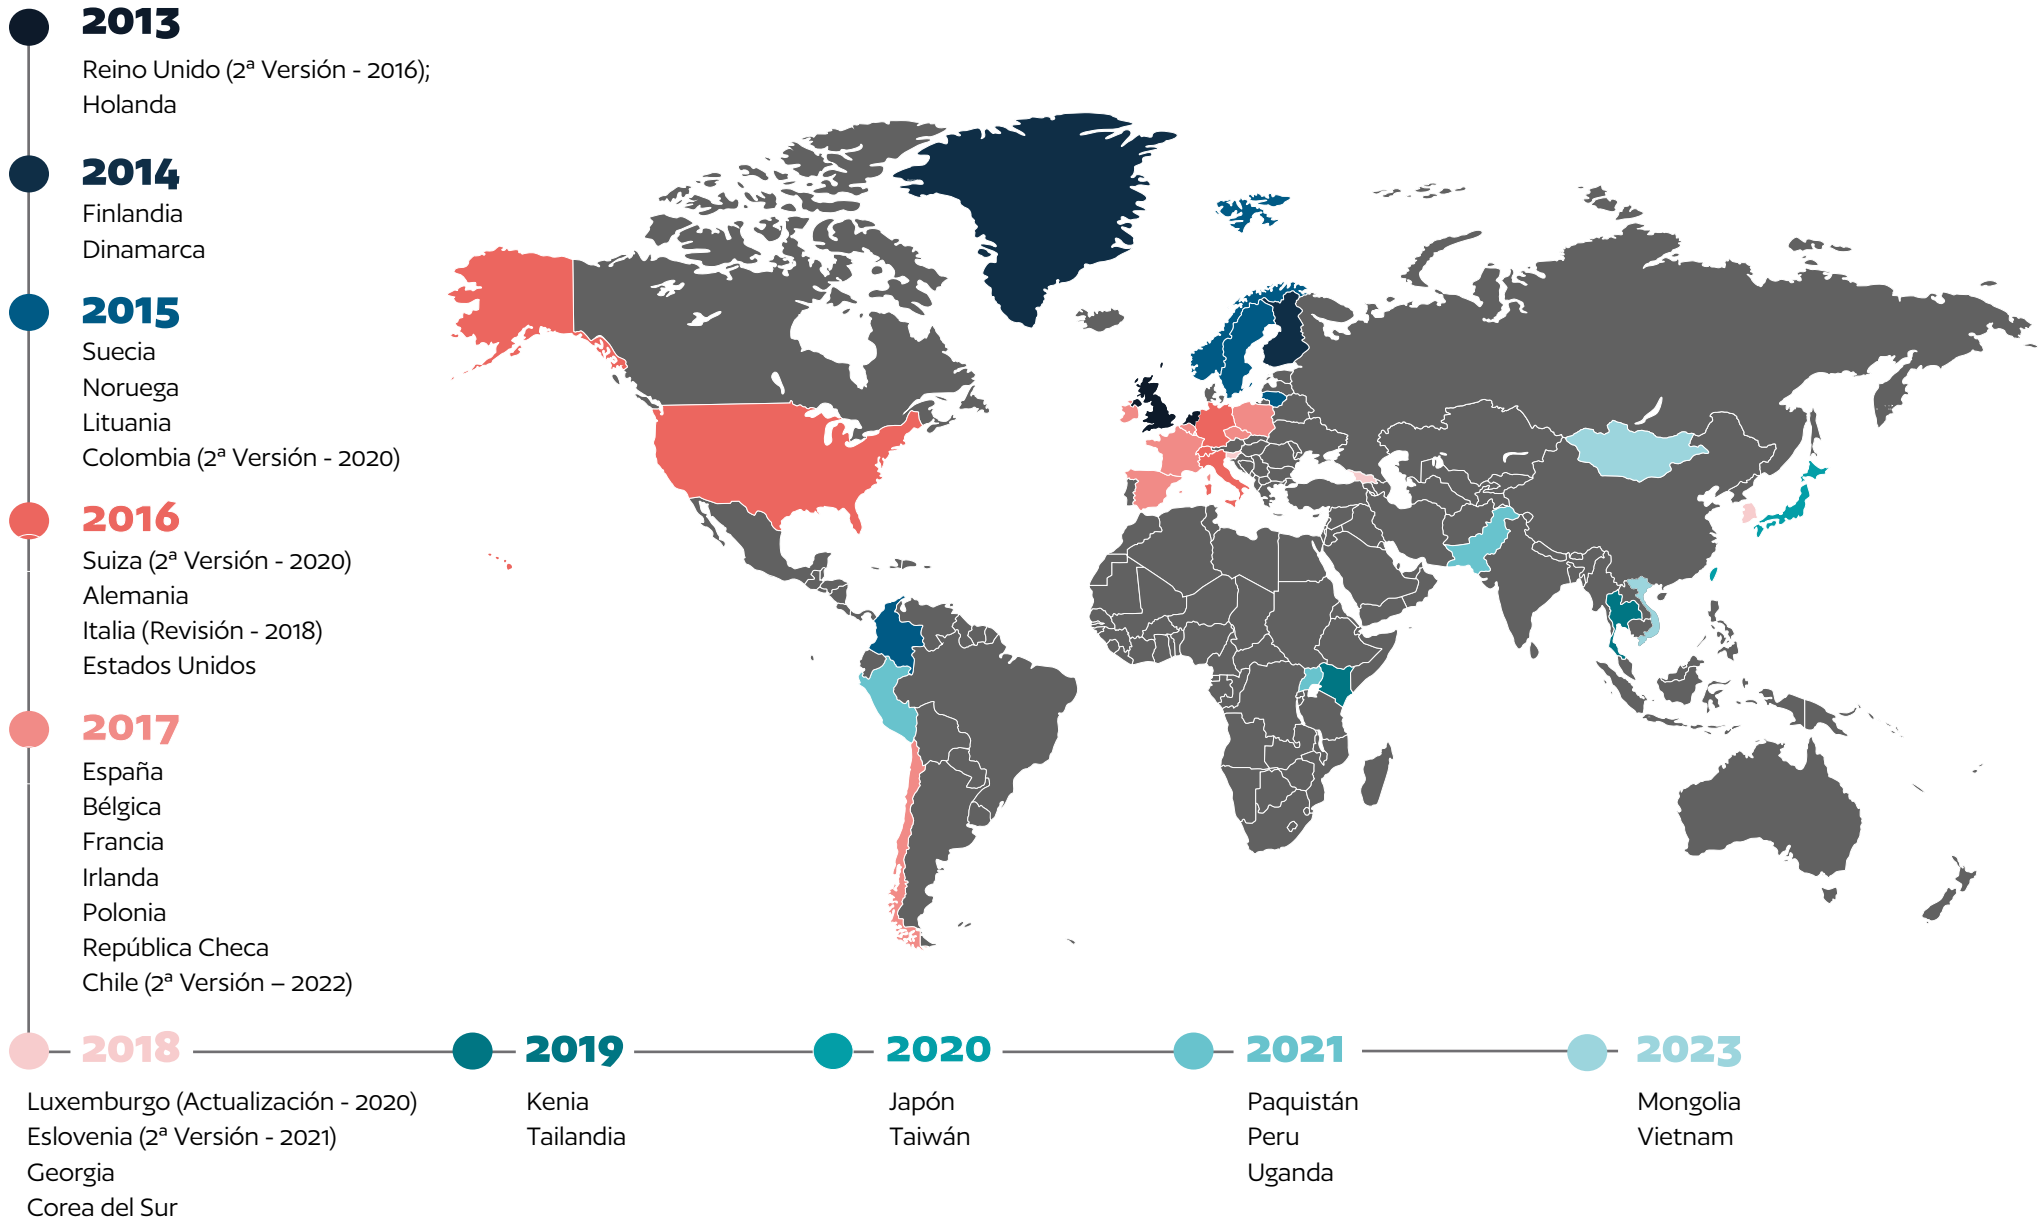 2013
Reino Unido (2ª Versión - 2016);
Holanda
2014
Finlandia
Dinamarca
2015
Suecia
Noruega
Lituania
Colombia (2ª Versión - 2020)
2016
Suiza (2ª Versión - 2020)
Alemania
Italia (Revisión - 2018)
Estados Unidos
2017
España
Bélgica
Francia
Irlanda
Polonia
República Checa
Chile (2ª Versión – 2022)
2018
Luxemburgo (Actualización - 2020)
Eslovenia (2ª Versión - 2021)
Georgia
Corea del Sur
2019
Kenia
Tailandia
2020
Japón
Taiwán
2021
Paquistán
Peru
Uganda
2023
Mongolia
Vietnam